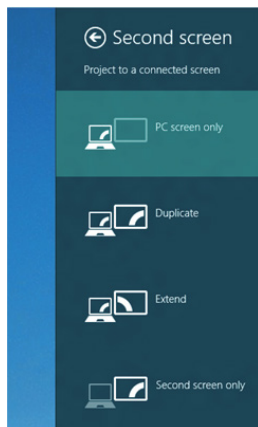 Second screen
Project to a connected screen
PC screen only
Duplicate
Extend
Second screen only